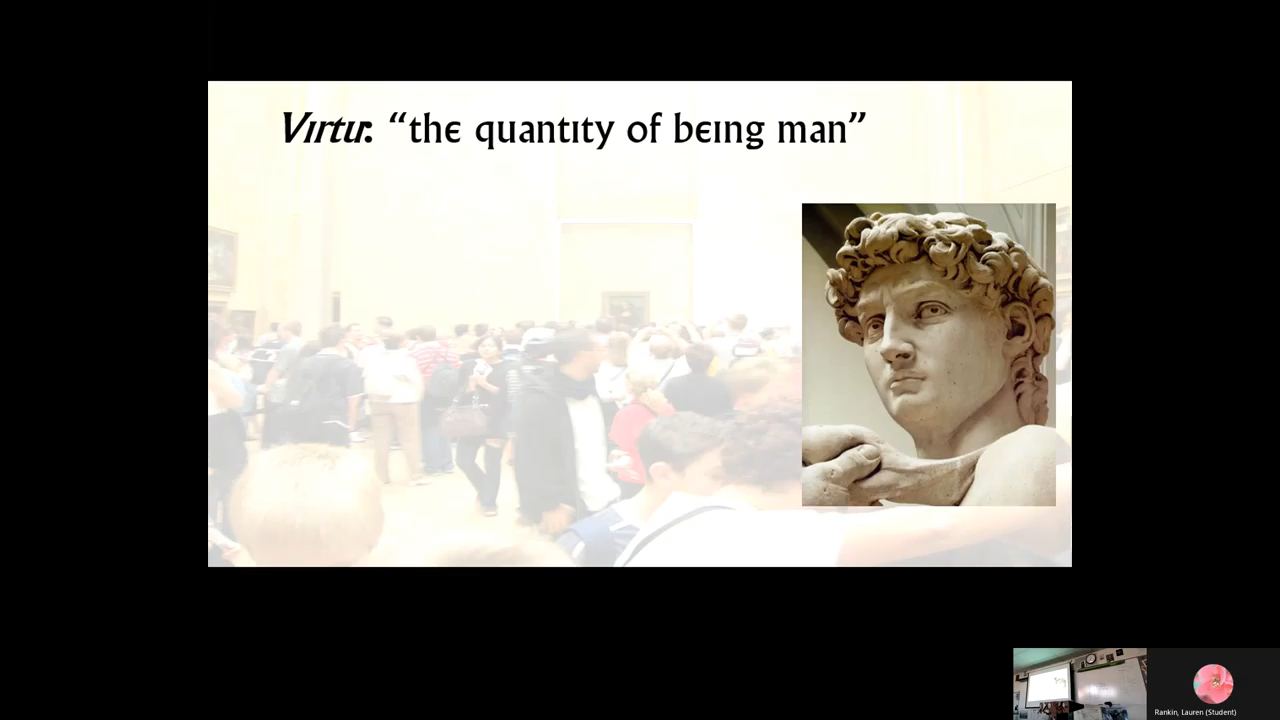 Virtu: “the quantity of being man”
Rankin, Lauren (Student)